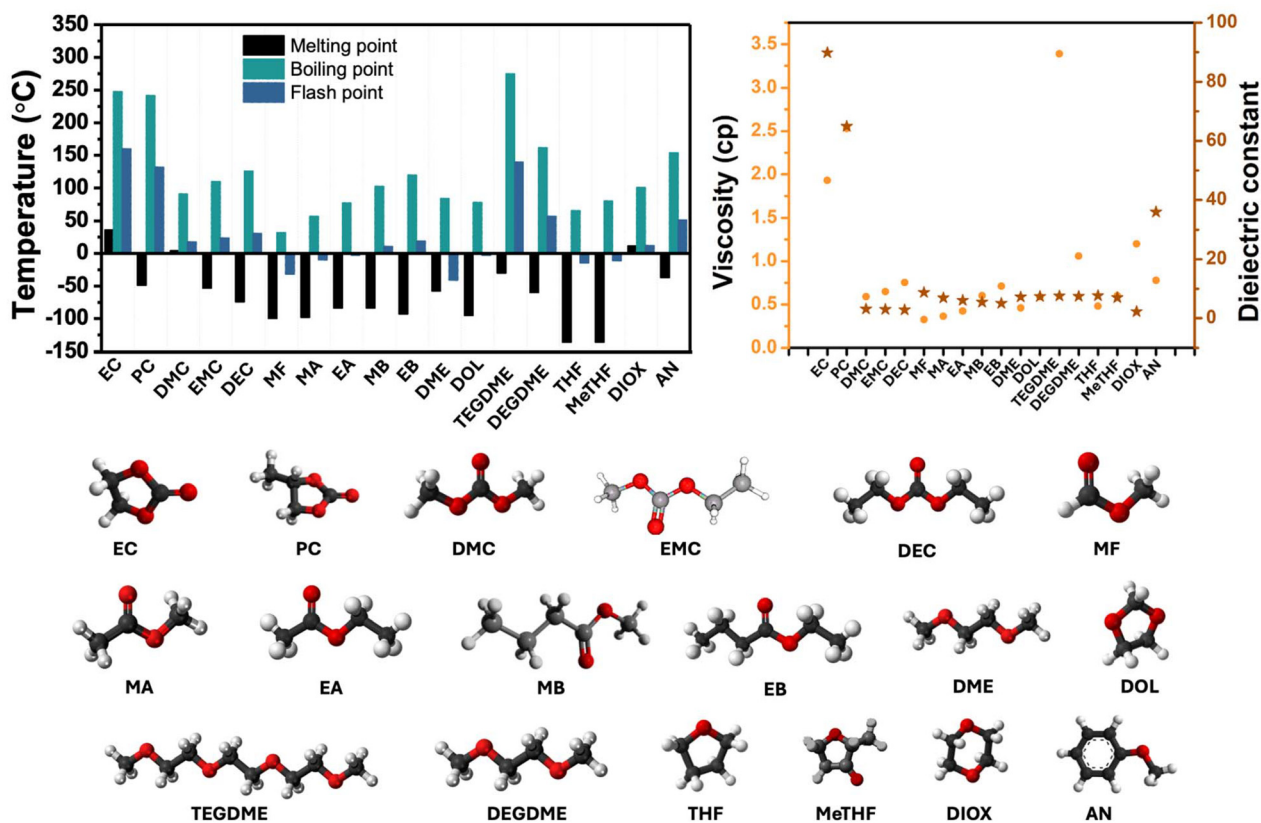 350
300
250
200
150
100
50
0
-50
-100
-150
Temperature (°C)
Melting point
Boiling point
Flash point
EC
PC
DMC
EMC
DEC
MF
MA
EA
MB
EB
DME
DOL
TEGDME
DEGDME
THF
MeTHF
DIOX
AN
3.5
3.0
2.5
2.0
1.5
1.0
0.5
0.0
Viscosity (cp)
100
80
60
40
20
0
Dieiectric constant
EC
PC
DMC
EMC
DEC
MF
MA
EA
MB
EB
DME
DOL
TEGDME
DEGDME
THF
MeTHF
DIOX
AN
EC PC DMC EMC DEC MF
MA EA MB EB DME DOL
TEGDME DEGDME THF MeTHF DIOX AN